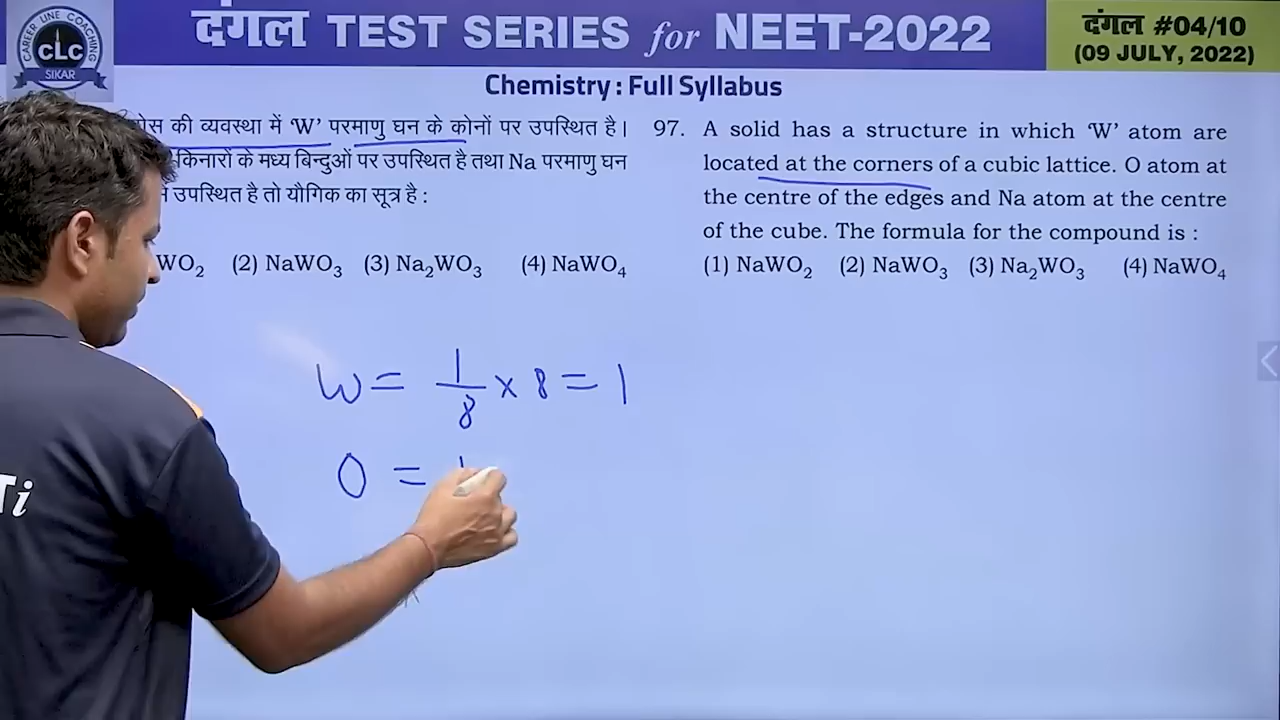 दंगल TEST SERIES for NEET-2022
दंगल #04/10
(09 JULY, 2022)
CAREER LINE COACHING
CLC
SIKAR
Chemistry : Full Syllabus
की व्यवस्था में 'W' परमाणु घन के कोनों पर उपस्थित है।
किनारों के मध्य बिन्दुओं पर उपस्थित है तथा Na परमाणु घन
उपस्थित है तो यौगिक का सूत्र है :
WO₂ (2) NaWO₃ (3) Na₂WO₃ (4) NaWO₄
97. A solid has a structure in which 'W' atom are
located at the corners of a cubic lattice. O atom at
the centre of the edges and Na atom at the centre
of the cube. The formula for the compound is :
(1) NaWO₂ (2) NaWO₃ (3) Na₂WO₃ (4) NaWO₄
W = 1/8 × 8 = 1
O =